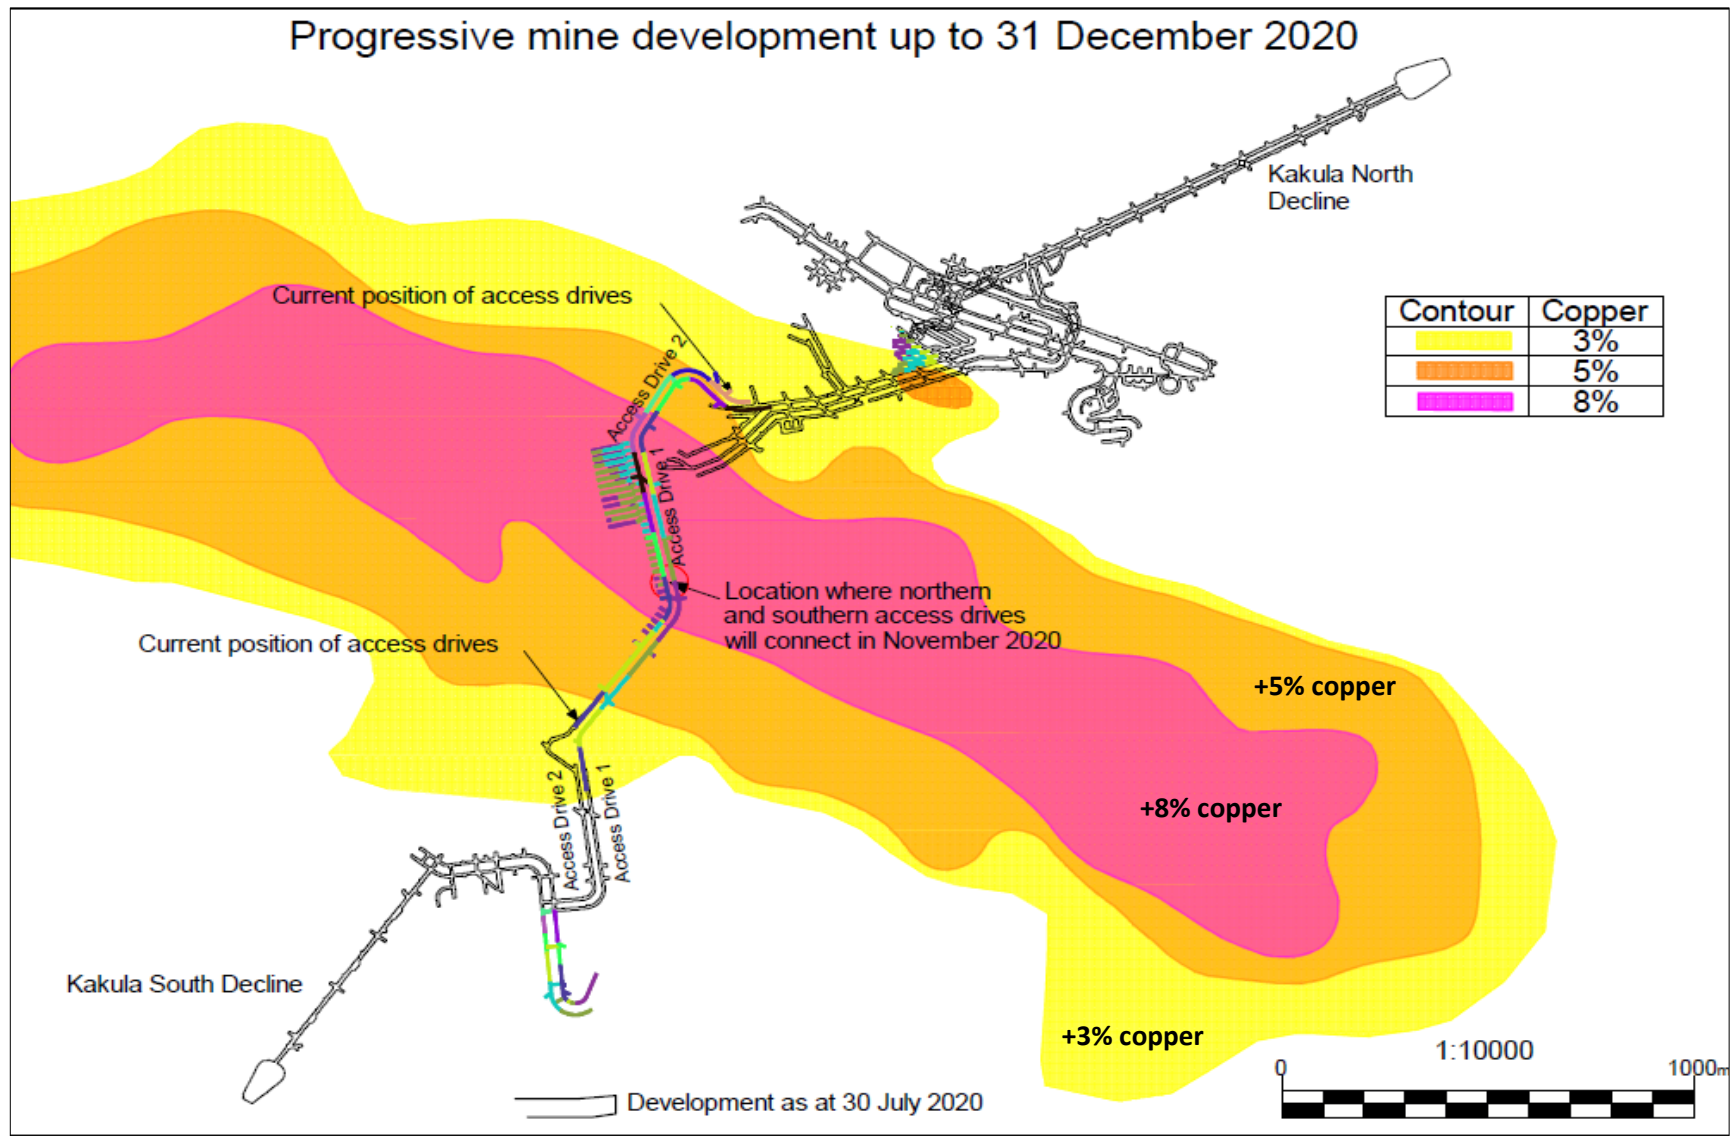 Progressive mine development up to 31 December 2020
Kakula North
Decline
Current position of access drives
Contour Copper
3%
5%
8%
Access Drive 2
Access Drive 1
Location where northern
and southern access drives
will connect in November 2020
Current position of access drives
+5% copper
+8% copper
Access Drive 2
Access Drive 1
Kakula South Decline
+3% copper
1:10000
0 1000m
Development as at 30 July 2020